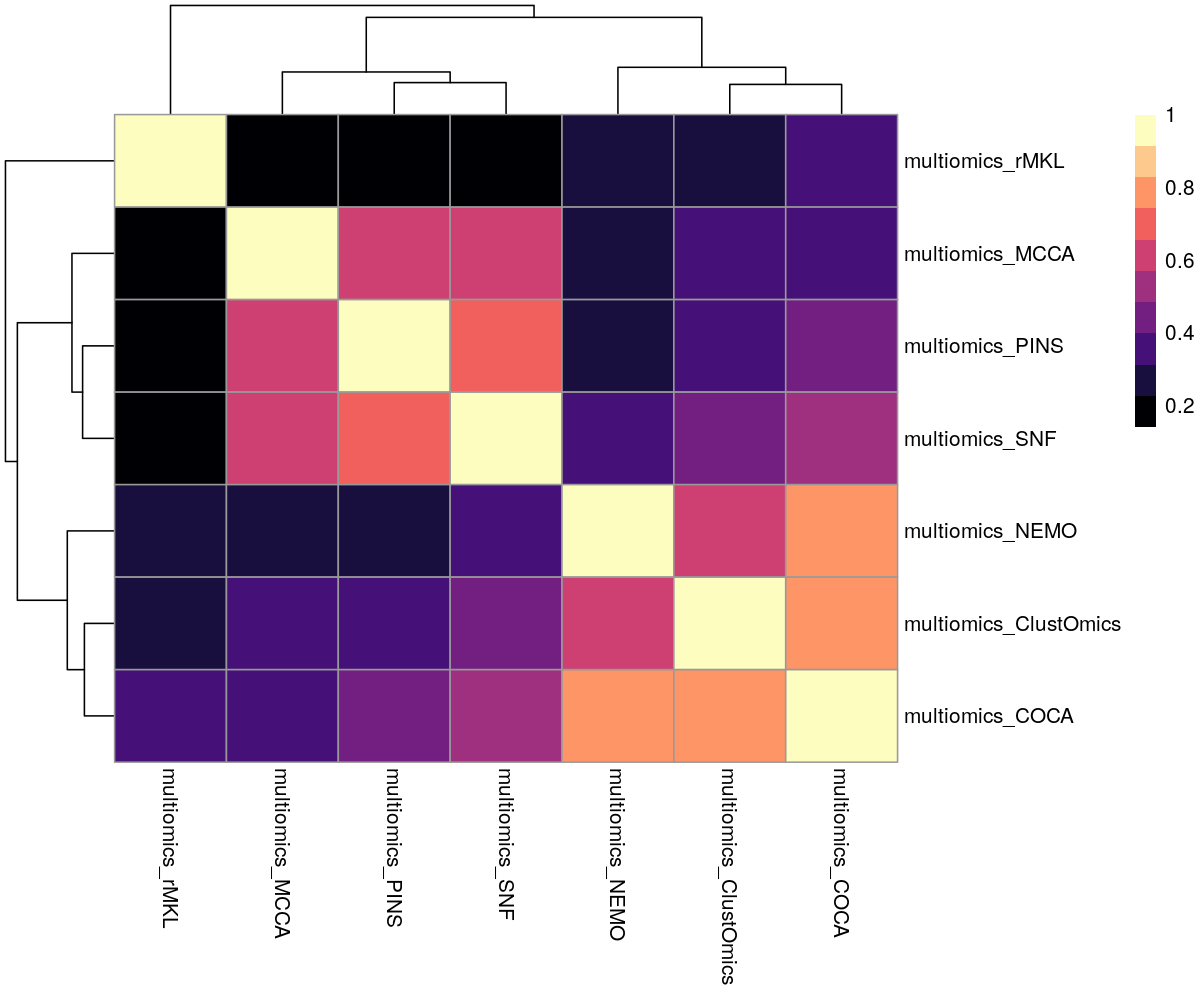 1
0.8
0.6
0.4
0.2
multiomics_rMKL
multiomics_MCCA
multiomics_PINS
multiomics_SNF
multiomics_NEMO
multiomics_ClustOmics
multiomics_COCA
multiomics_rMKL
multiomics_MCCA
multiomics_PINS
multiomics_SNF
multiomics_NEMO
multiomics_ClustOmics
multiomics_COCA